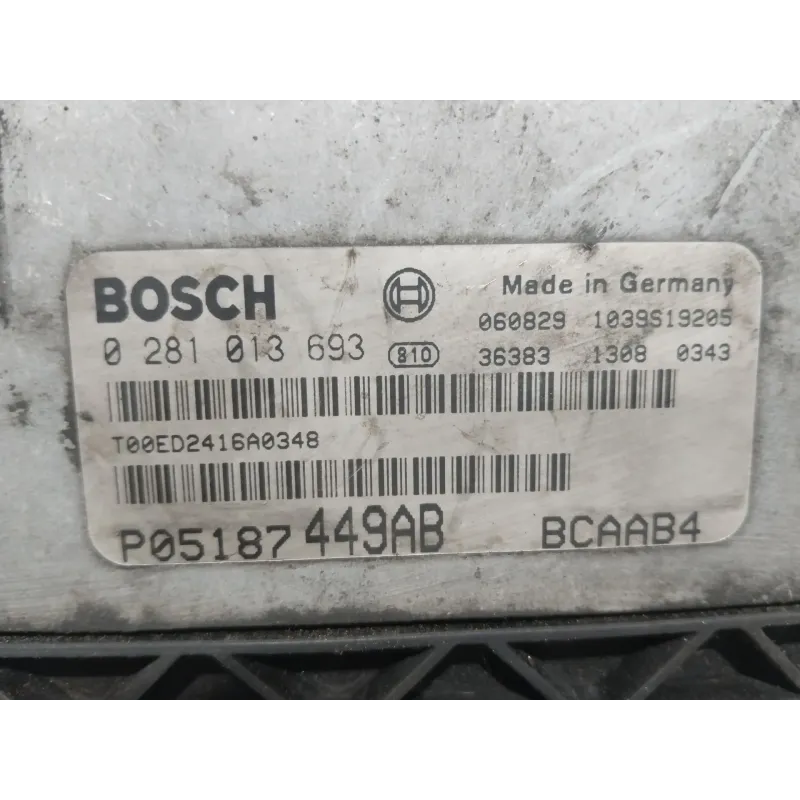 BOSCH
Made in Germany
060829 1039S19205
0 281 013 693 810 36383 1308 0343
T00ED2416A0348
P05187449AB BCAAB4